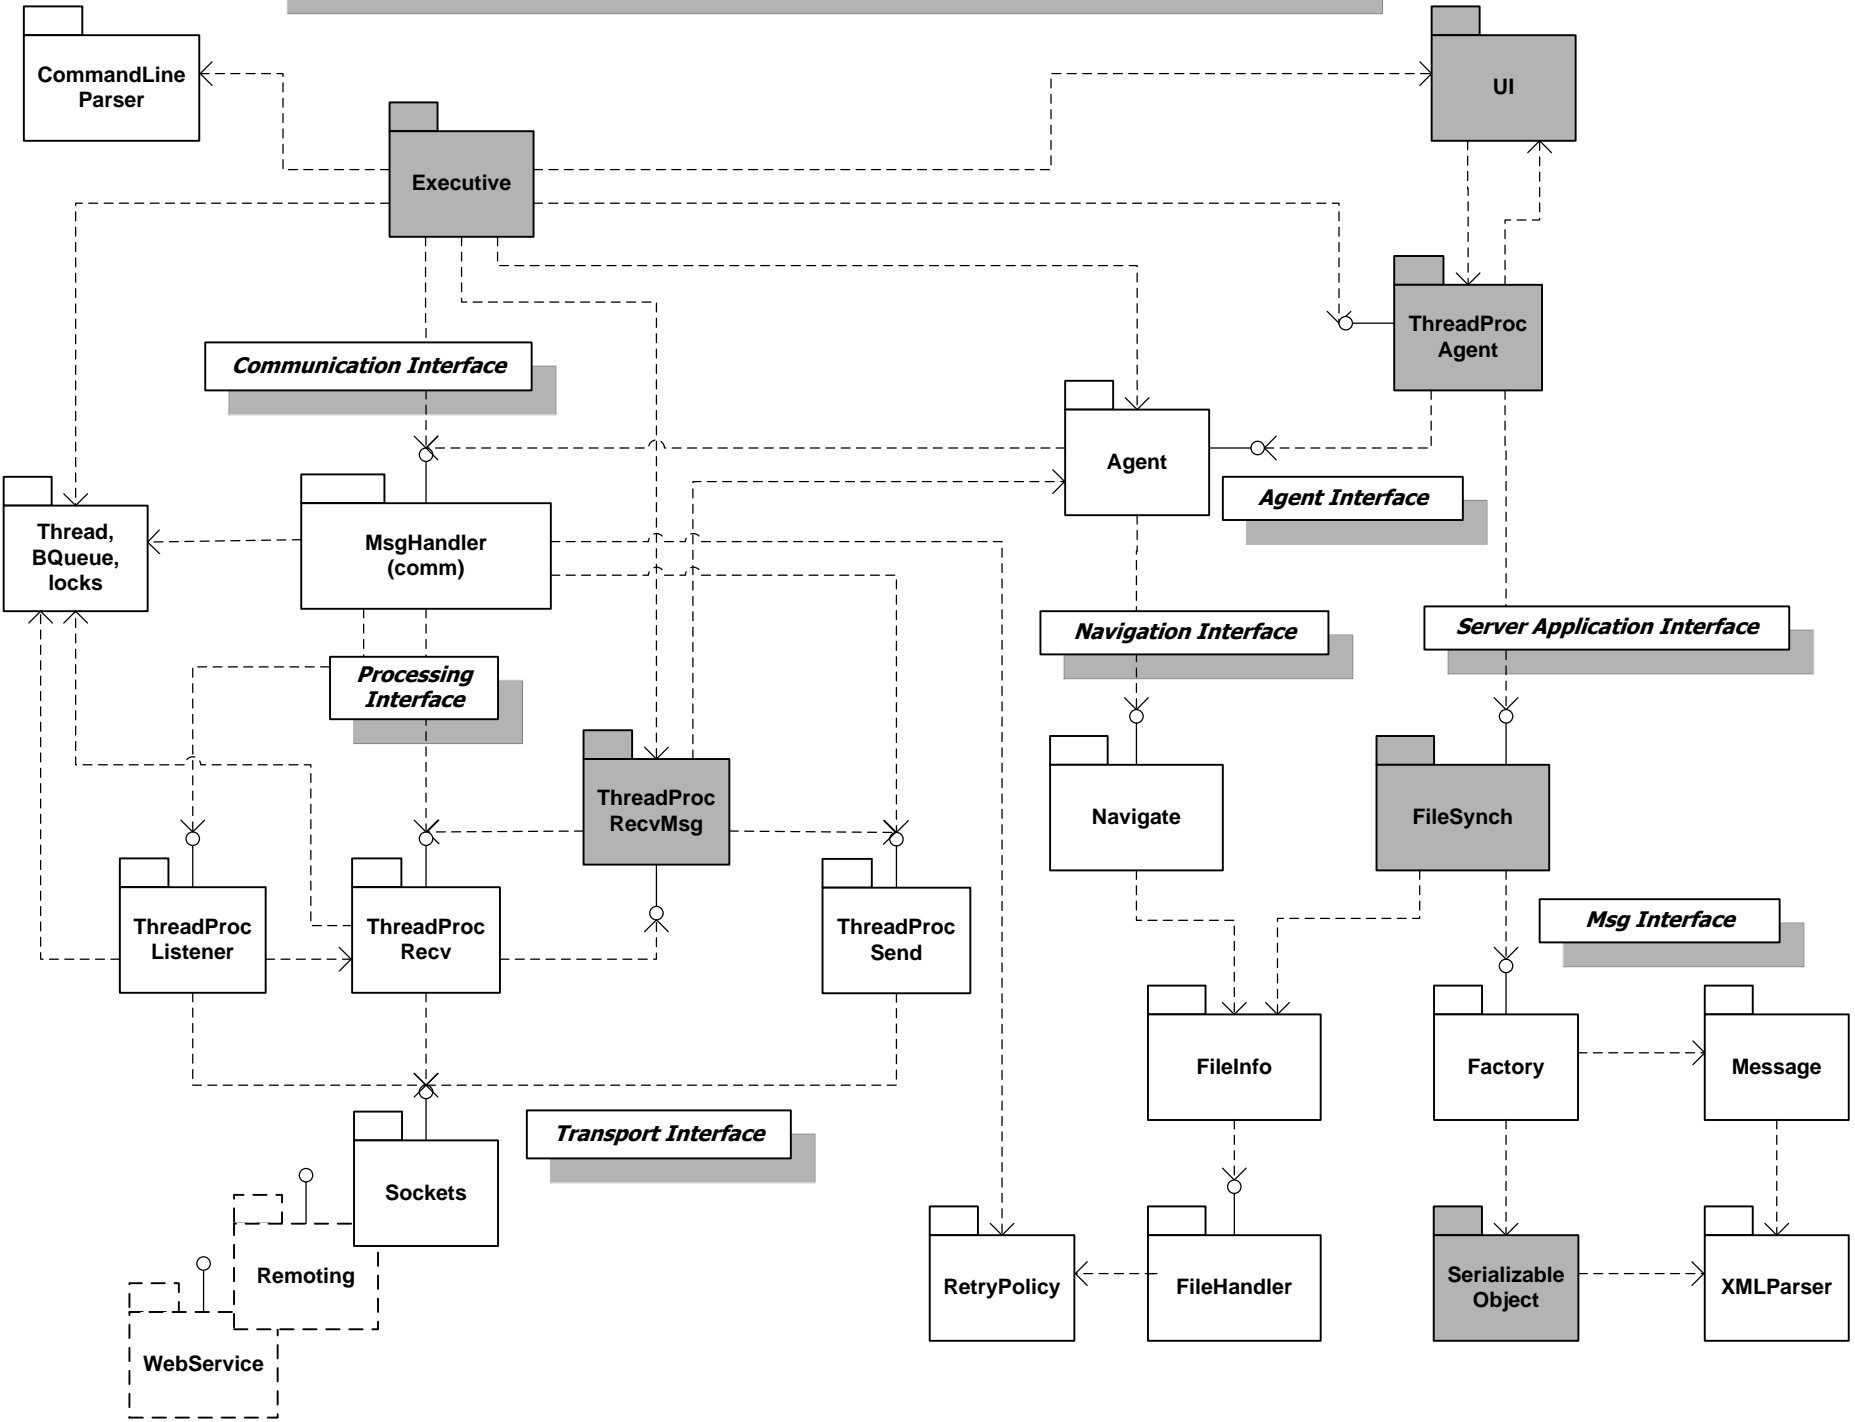 CommandLine
Parser
UI
Executive
ThreadProc
Agent
Communication Interface
Agent
Agent Interface
Thread,
BQueue,
locks
MsgHandler
(comm)
Navigation Interface
Server Application Interface
Processing
Interface
ThreadProc
RecvMsg
Navigate
FileSynch
ThreadProc
Listener
ThreadProc
Recv
ThreadProc
Send
Msg Interface
FileInfo
Factory
Message
Transport Interface
Sockets
Remoting
RetryPolicy
FileHandler
Serializable
Object
XMLParser
WebService